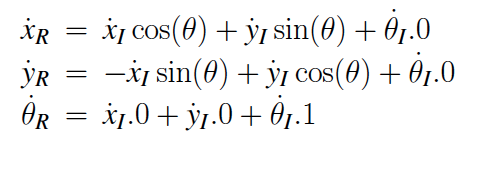 ẋ_R = ẋ_I cos(θ) + ẏ_I sin(θ) + θ̇_I.0
ẏ_R = −ẋ_I sin(θ) + ẏ_I cos(θ) + θ̇_I.0
θ̇_R = ẋ_I.0 + ẏ_I.0 + θ̇_I.1